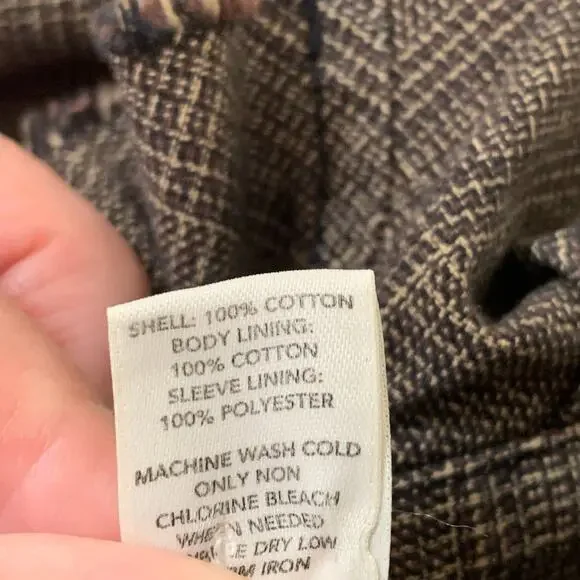 SHELL: 100% COTTON
BODY LINING:
100% COTTON
SLEEVE LINING:
100% POLYESTER
MACHINE WASH COLD
ONLY NON
CHLORINE BLEACH
WHEN NEEDED
DRY LOW
IRON